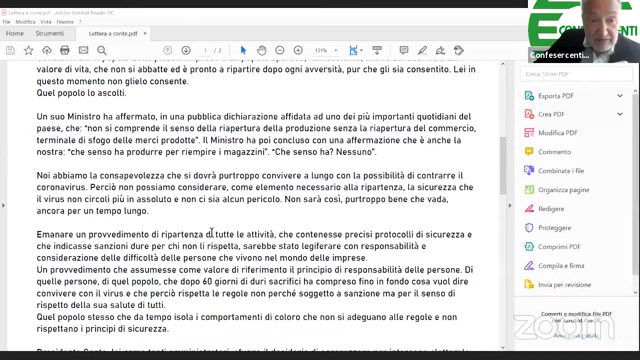 Lettera a conte.pdf - Adobe Acrobat Reader DC
File Modifica Vista Finestra ?
Lettera a conte.pdf
1 / 2
131%
valore di vita, che non si abbatte ed è pronto a ripartire dopo ogni avversità, pur che gli sia consentito. Lei in
questo momento non glielo consente.
Quel popolo lo ascolti.
Un suo Ministro ha affermato, in una pubblica dichiarazione affidata ad uno dei più importanti quotidiani del
paese, che: "non si comprende il senso della riapertura della produzione senza la riapertura del commercio,
terminale di sfogo delle merci prodotte". Il Ministro ha poi concluso con una affermazione che è anche la
nostra: "che senso ha produrre per riempire i magazzini". "Che senso ha? Nessuno".
Noi abbiamo la consapevolezza che si dovrà purtroppo convivere a lungo con la possibilità di contrarre il
coronavirus. Perciò non possiamo considerare, come elemento necessario alla ripartenza, la sicurezza che
il virus non circoli più in assoluto e non ci sia alcun pericolo. Non sarà così, purtroppo bene che vada,
ancora per un tempo lungo.
Emanare un provvedimento di ripartenza di tutte le attività, che contenesse precisi protocolli di sicurezza e
che indicasse sanzioni dure per chi non li rispetta, sarebbe stato legiferare con responsabilità e
considerazione delle difficoltà delle persone che vivono nel mondo delle imprese.
Un provvedimento che assumesse come valore di riferimento il principio di responsabilità delle persone. Di
quelle persone, di quel popolo, che dopo 60 giorni di duri sacrifici ha compreso fino in fondo cosa vuol dire
convivere con il virus e che perciò rispetta le regole non perché soggetto a sanzione ma per il senso di
rispetto della sua salute di tutti.
Quel popolo stesso che da tempo isola i comportamenti di coloro che non si adeguano alle regole e non
rispettano i principi di sicurezza.
Confesercenti...
Esporta PDF
Crea PDF
Modifica PDF
Commento
Combinate i file
Organizza pagine
Redigere
Proteggi
Comprimi PDF
Compila e firma
Invia per revisione
Converti e modifica file PDF
zoom